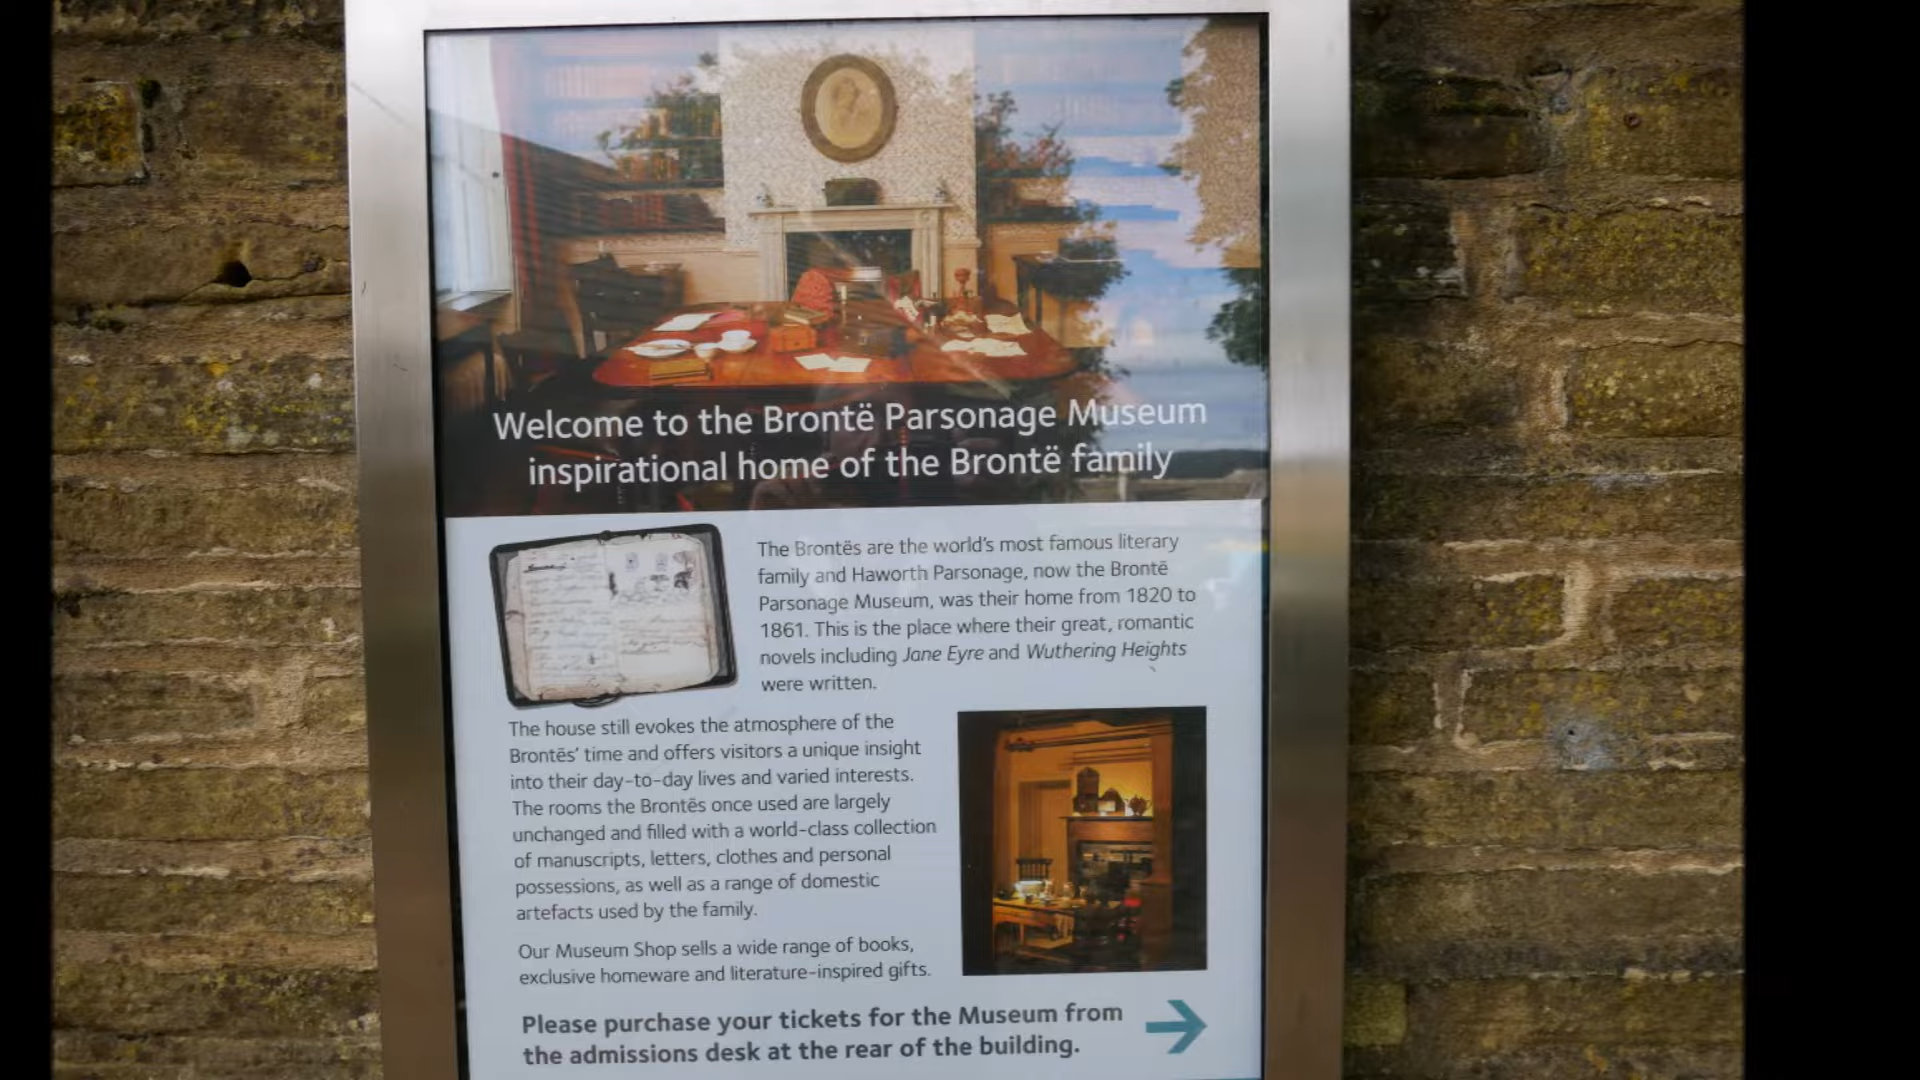 Welcome to the Brontë Parsonage Museum
inspirational home of the Brontë family
The Brontës are the world's most famous literary
family and Haworth Parsonage, now the Brontë
Parsonage Museum, was their home from 1820 to
1861. This is the place where their great, romantic
novels including Jane Eyre and Wuthering Heights
were written.
The house still evokes the atmosphere of the
Brontës' time and offers visitors a unique insight
into their day-to-day lives and varied interests.
The rooms the Brontës once used are largely
unchanged and filled with a world-class collection
of manuscripts, letters, clothes and personal
possessions, as well as a range of domestic
artefacts used by the family.
Our Museum Shop sells a wide range of books,
exclusive homeware and literature-inspired gifts.
Please purchase your tickets for the Museum from
the admissions desk at the rear of the building.